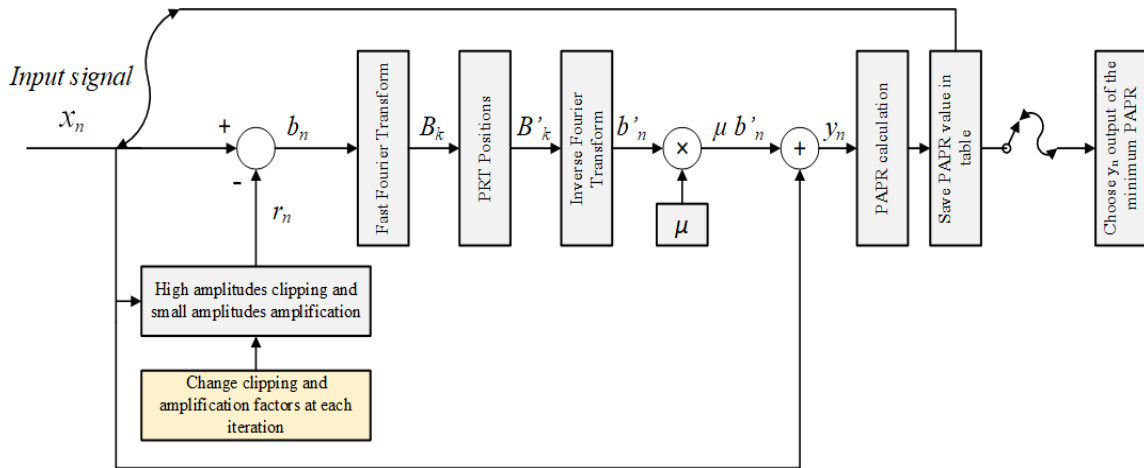 Input signal
xn
+
-
bn
rn
Fast Fourier Transform
Bk
PRT Positions
B'k
Inverse Fourier
Transform
b'n
×
μ
μ b'n
+
yn
PAPR calculation
Save PAPR value in
table
Choose yn output of the
minimum PAPR
High amplitudes clipping and
small amplitudes amplification
Change clipping and
amplification factors at each
iteration